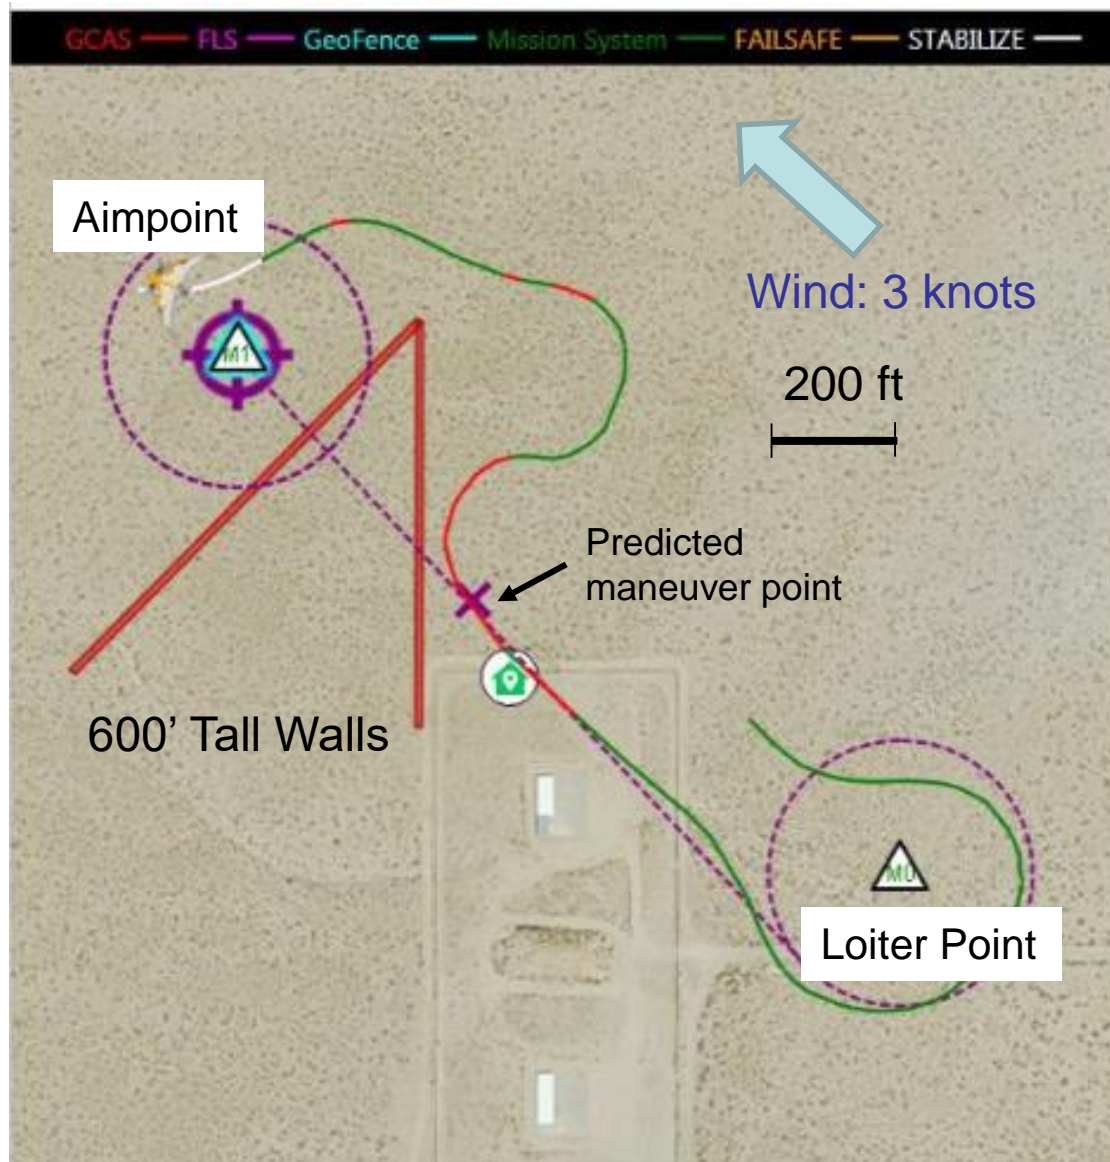 GCAS FLS GeoFence Mission System FAILSAFE STABILIZE
Aimpoint
Wind: 3 knots
M1
200 ft
Predicted
maneuver point
600’ Tall Walls
M0
Loiter Point